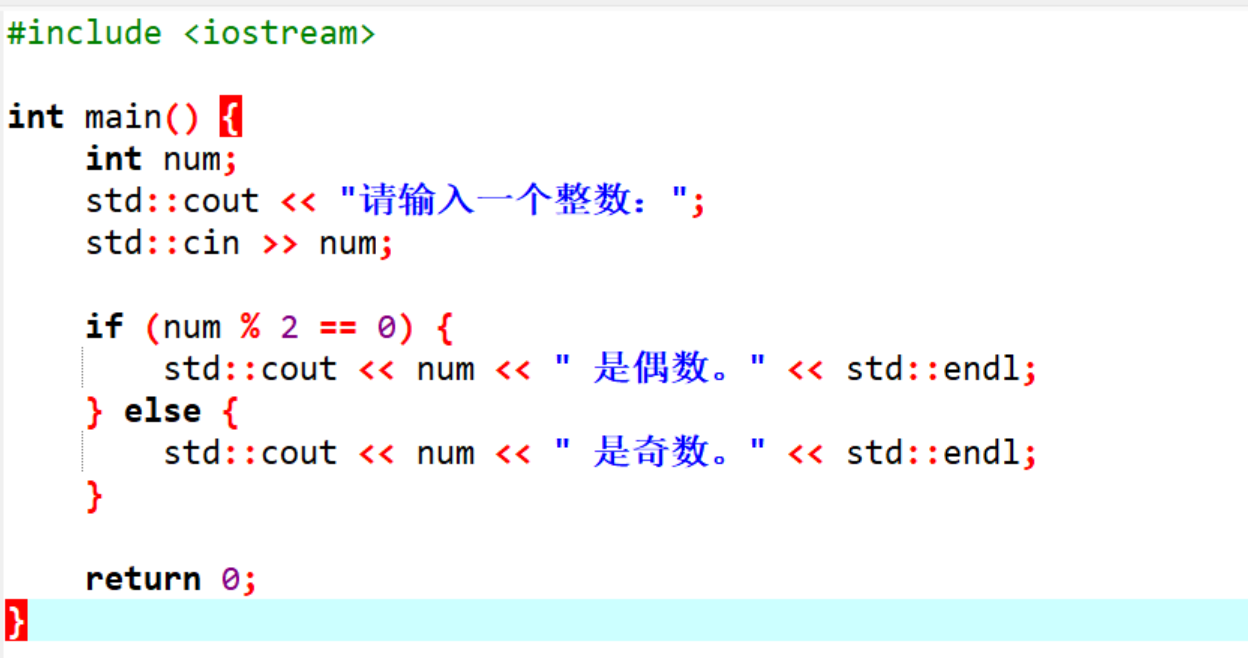 #include <iostream>
int main() {
    int num;
    std::cout << "请输入一个整数：";
    std::cin >> num;
    if (num % 2 == 0) {
        std::cout << num << " 是偶数。" << std::endl;
    } else {
        std::cout << num << " 是奇数。" << std::endl;
    }
    return 0;
}